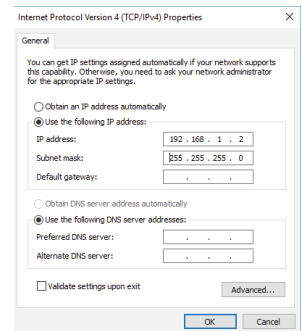 Internet Protocol Version 4 (TCP/IPv4) Properties
General
You can get IP settings assigned automatically if your network supports
this capability. Otherwise, you need to ask your network administrator
for the appropriate IP settings.
Obtain an IP address automatically
Use the following IP address:
IP address: 192 . 168 . 1 . 2
Subnet mask: 255 . 255 . 255 . 0
Default gateway: . . .
Obtain DNS server address automatically
Use the following DNS server addresses:
Preferred DNS server: . . .
Alternate DNS server: . . .
Validate settings upon exit
Advanced...
OK Cancel